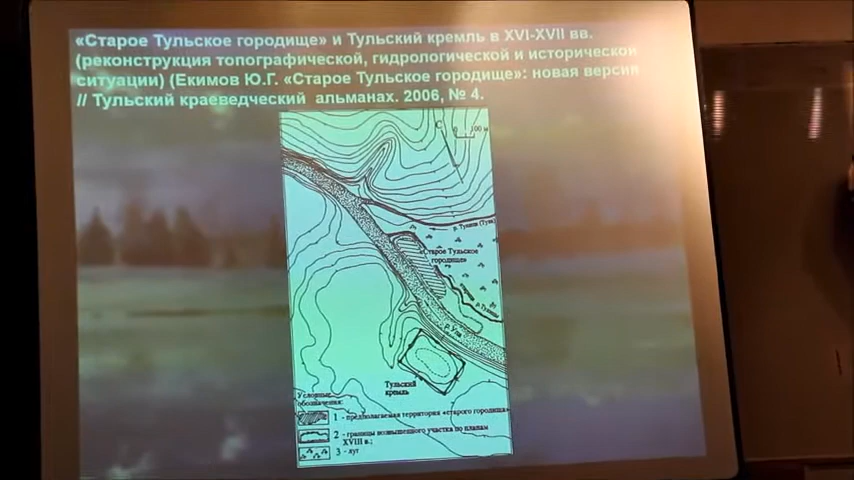 «Старое Тульское городище» и Тульский кремль в XVI-XVII вв.
(реконструкция топографической, гидрологической и исторической
ситуации) (Екимов Ю.Г. «Старое Тульское городище»: новая версия
// Тульский краеведческий альманах. 2006, № 4.
С
0 100 м
р. Тулица (Тула)
«Старое Тульское
городище»
р. Тулица
р. Упа
Тульский
кремль
Условные
обозначения:
1 - предполагаемая территория «старого городища»
2 - границы возвышенного участка по планам
XVIII в.;
3 - луг